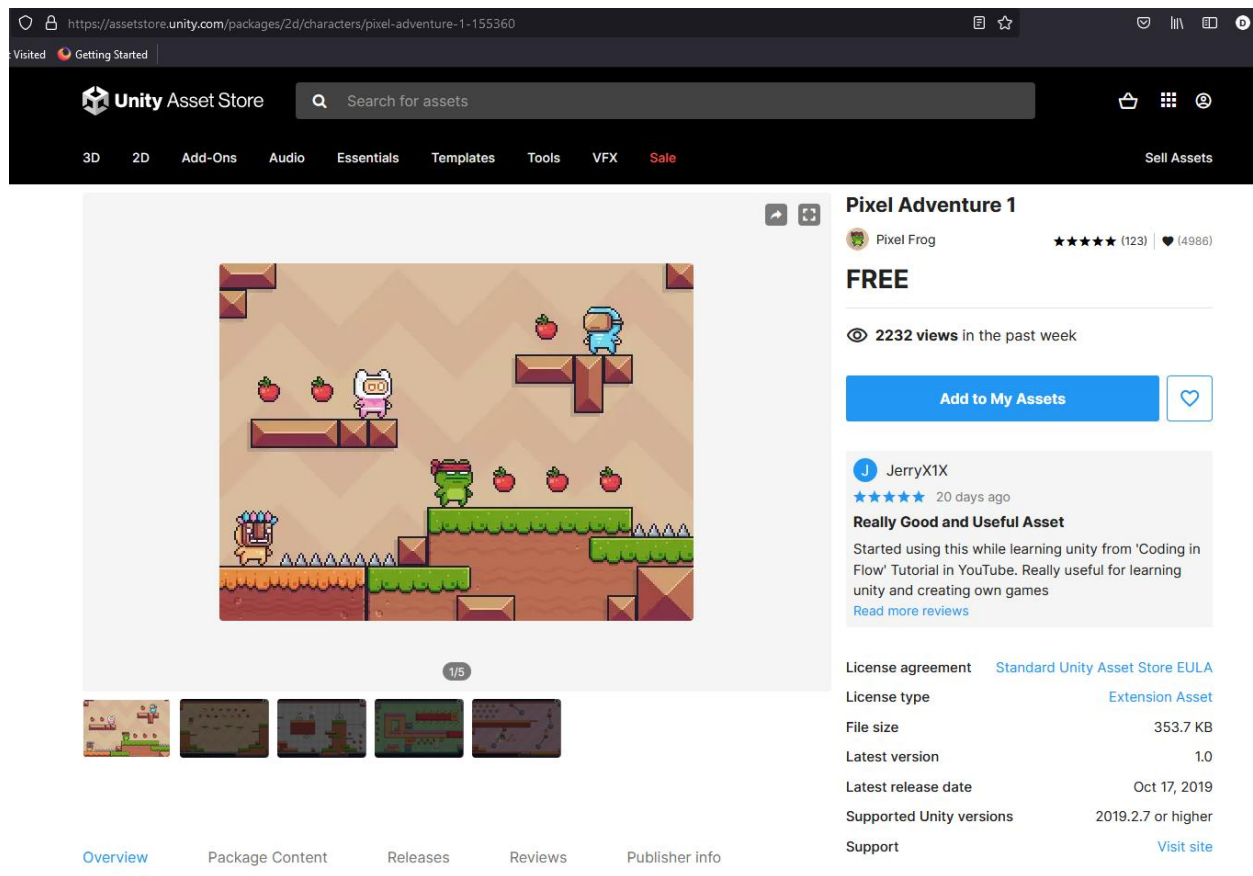 https://assetstore.unity.com/packages/2d/characters/pixel-adventure-1-155360
Visited Getting Started
Unity Asset Store Search for assets
3D 2D Add-Ons Audio Essentials Templates Tools VFX Sale Sell Assets
Pixel Adventure 1
Pixel Frog ★★★★★ (123) (4986)
FREE
2232 views in the past week
Add to My Assets
J JerryX1X
★★★★★ 20 days ago
Really Good and Useful Asset
Started using this while learning unity from 'Coding in
Flow' Tutorial in YouTube. Really useful for learning
unity and creating own games
Read more reviews
1/5
License agreement Standard Unity Asset Store EULA
License type Extension Asset
File size 353.7 KB
Latest version 1.0
Latest release date Oct 17, 2019
Supported Unity versions 2019.2.7 or higher
Support Visit site
Overview Package Content Releases Reviews Publisher info